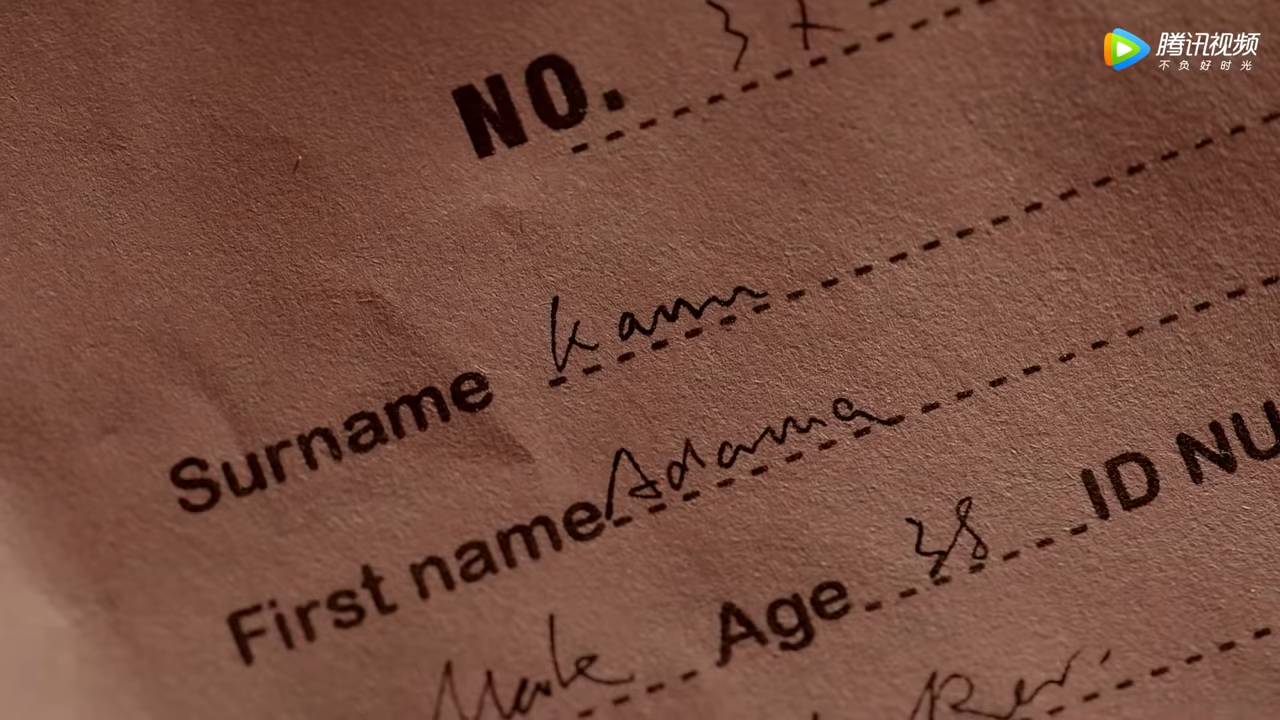 腾讯视频
不负好时光
NO.
Surname Kamm
First name Adama
Age 38 ID NU
Male